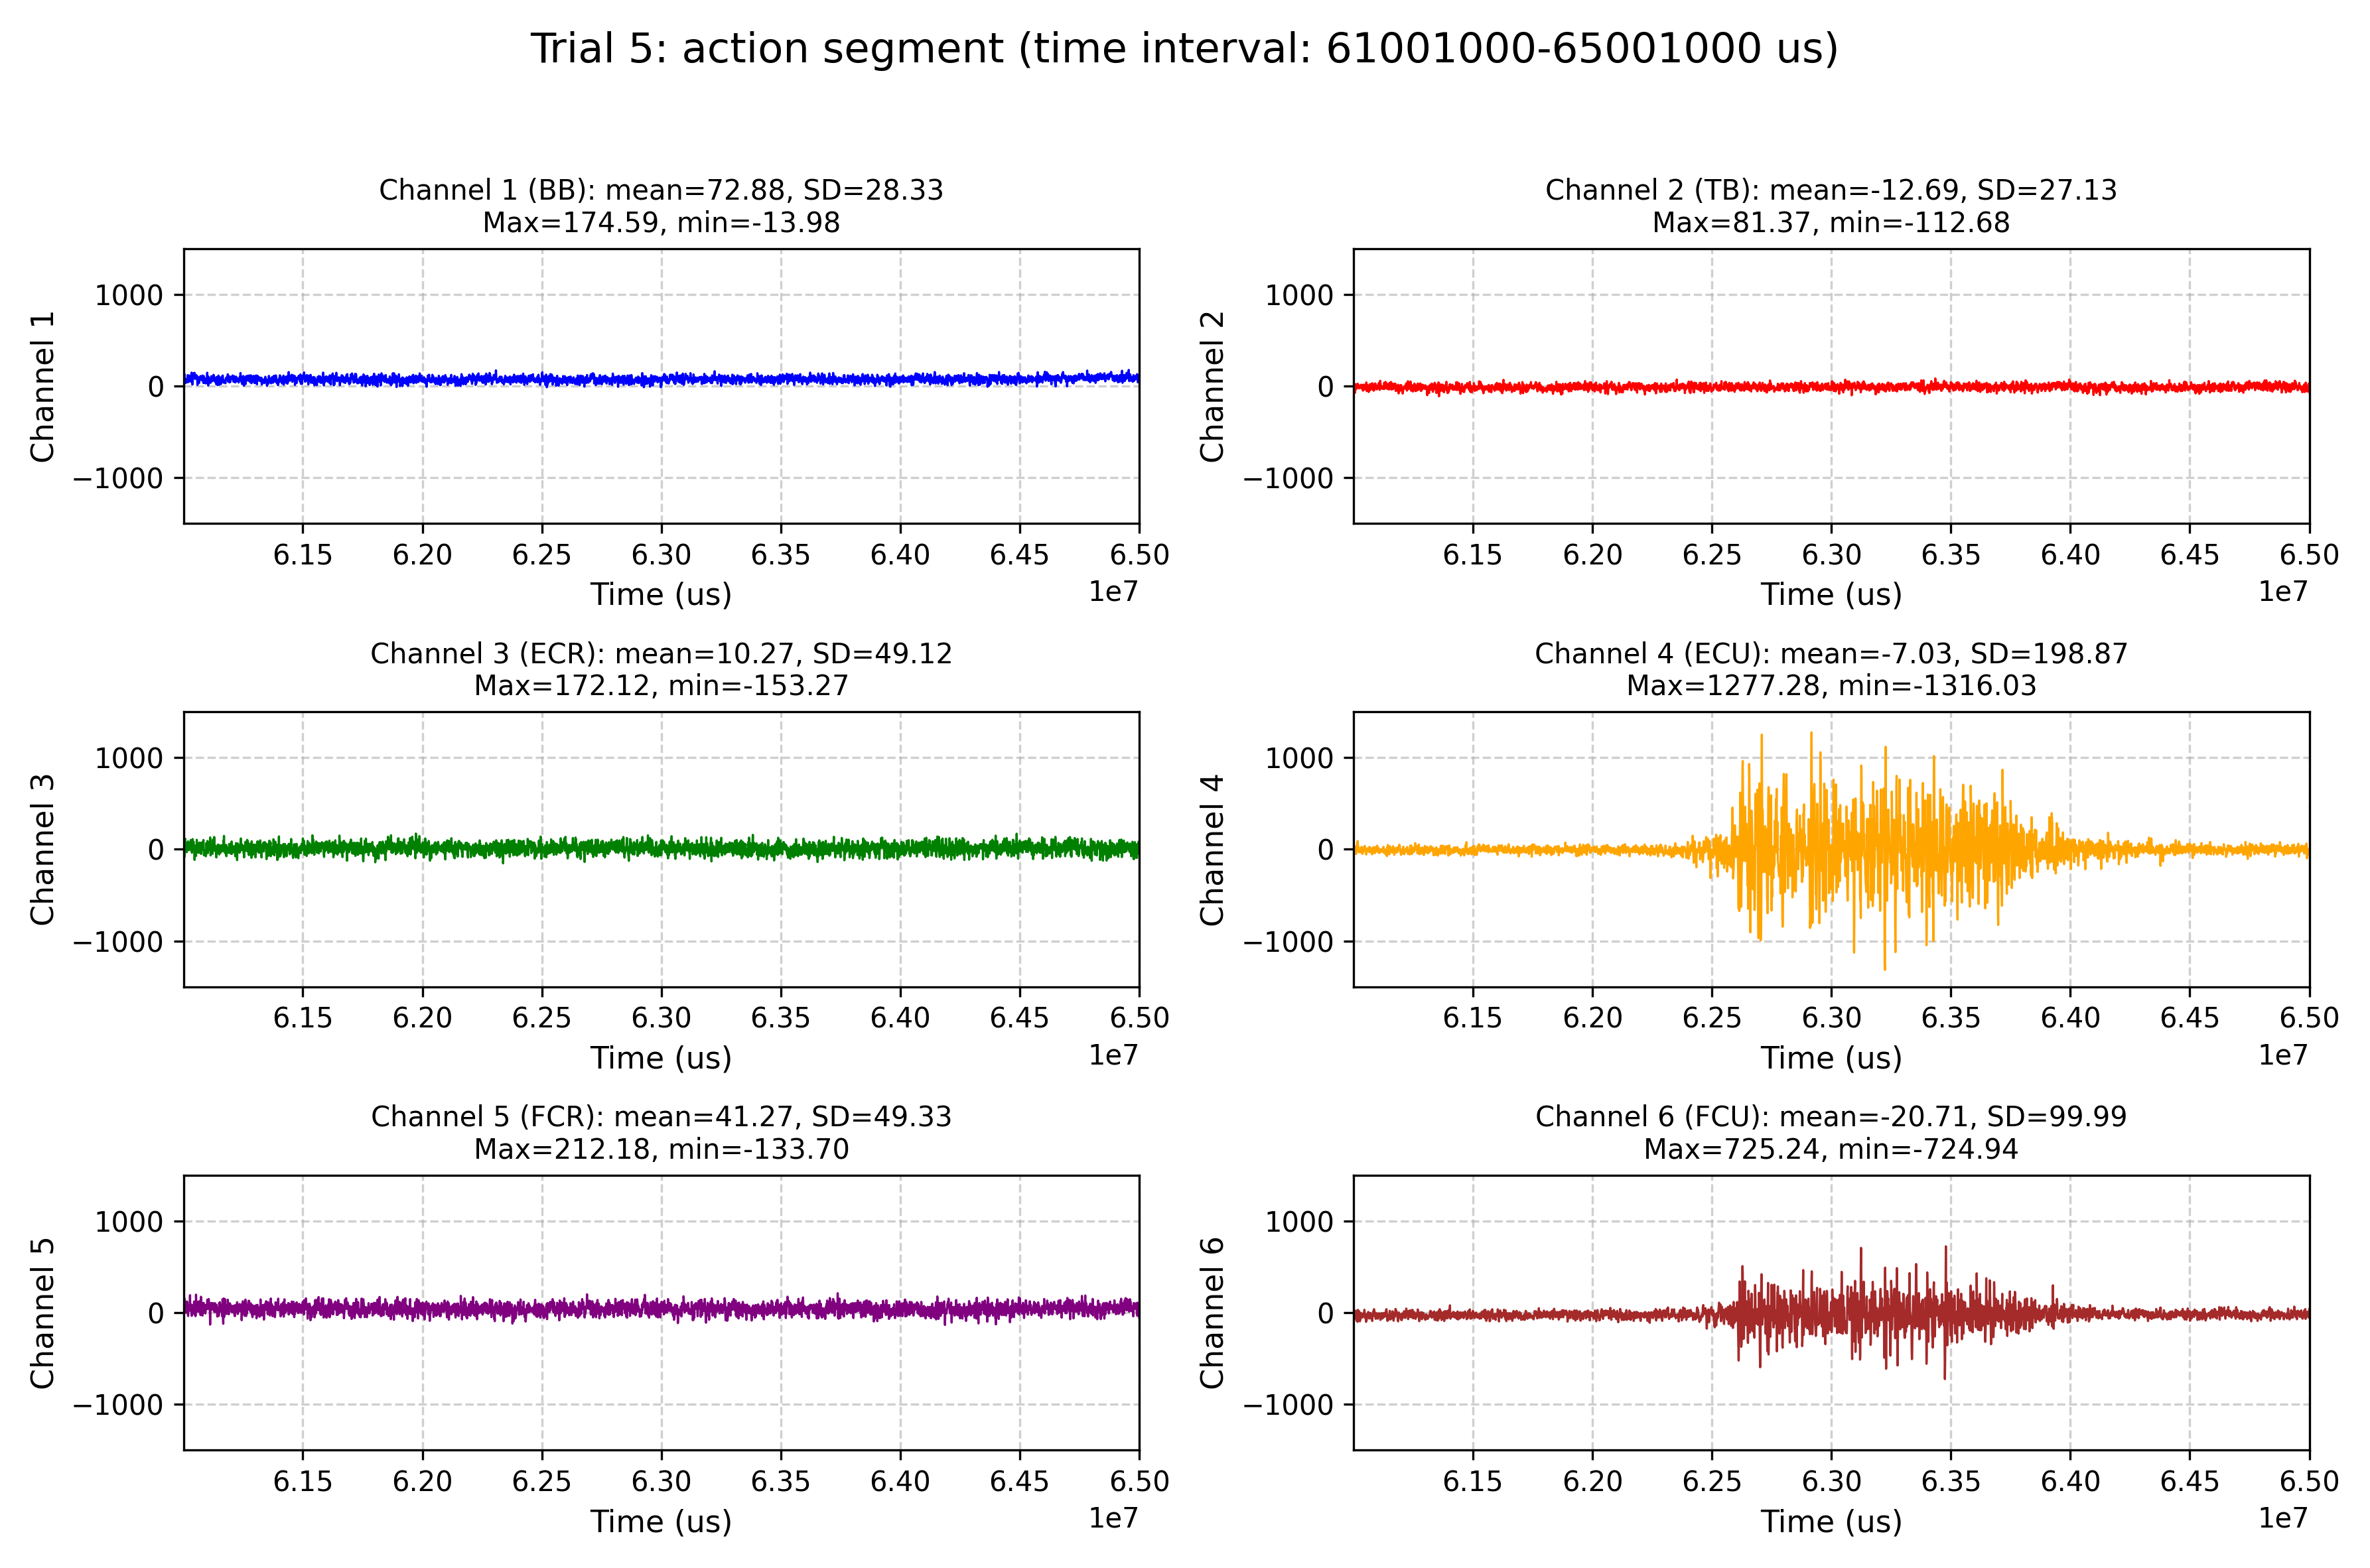 Trial 5: action segment (time interval: 61001000-65001000 us)
Channel 1 (BB): mean=72.88, SD=28.33
Max=174.59, min=-13.98
Channel 1
1000
0
−1000
6.15 6.20 6.25 6.30 6.35 6.40 6.45 6.50
Time (us)
1e7
Channel 2 (TB): mean=-12.69, SD=27.13
Max=81.37, min=-112.68
Channel 2
1000
0
−1000
6.15 6.20 6.25 6.30 6.35 6.40 6.45 6.50
Time (us)
1e7
Channel 3 (ECR): mean=10.27, SD=49.12
Max=172.12, min=-153.27
Channel 3
1000
0
−1000
6.15 6.20 6.25 6.30 6.35 6.40 6.45 6.50
Time (us)
1e7
Channel 4 (ECU): mean=-7.03, SD=198.87
Max=1277.28, min=-1316.03
Channel 4
1000
0
−1000
6.15 6.20 6.25 6.30 6.35 6.40 6.45 6.50
Time (us)
1e7
Channel 5 (FCR): mean=41.27, SD=49.33
Max=212.18, min=-133.70
Channel 5
1000
0
−1000
6.15 6.20 6.25 6.30 6.35 6.40 6.45 6.50
Time (us)
1e7
Channel 6 (FCU): mean=-20.71, SD=99.99
Max=725.24, min=-724.94
Channel 6
1000
0
−1000
6.15 6.20 6.25 6.30 6.35 6.40 6.45 6.50
Time (us)
1e7